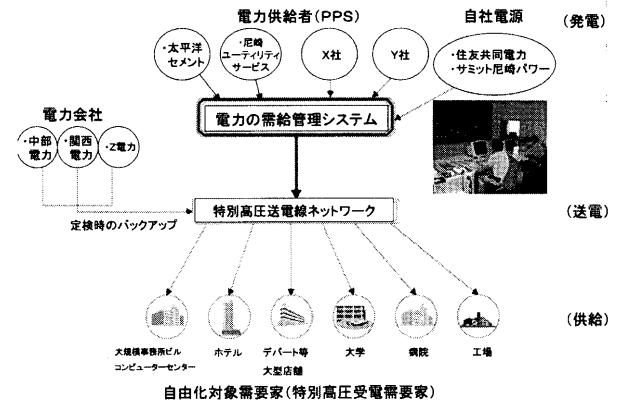 電力供給者(PPS)
自社電源
(発電)
・太平洋
セメント
・尼崎
ユーティリティ
サービス
X社
Y社
・住友共同電力
・サミット尼崎パワー
電力の需給管理システム
電力会社
・中部
電力
・関西
電力
・Z電力
定検時のバックアップ
特別高圧送電線ネットワーク
(送電)
(供給)
大規模事務所ビル
コンピューターセンター
ホテル
デパート等
大型店舗
大学
病院
工場
自由化対象需要家(特別高圧受電需要家)